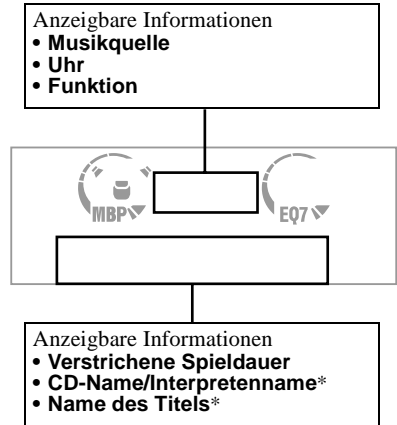 Anzeigbare Informationen
• Musikquelle
• Uhr
• Funktion
MBP
EQ7
Anzeigbare Informationen
• Verstrichene Spieldauer
• CD-Name/Interpretenname*
• Name des Titels*